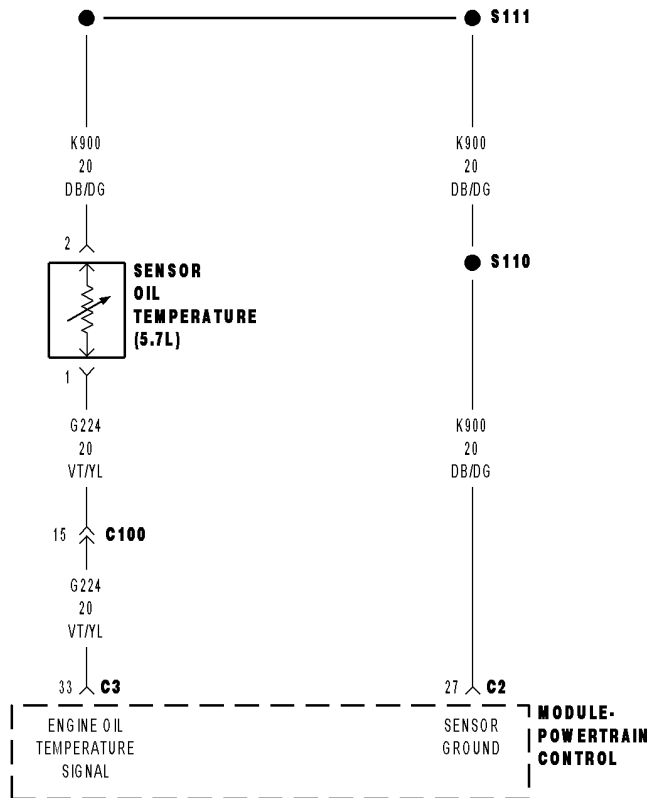 S111
K900
20
DB/DG
K900
20
DB/DG
2
S110
SENSOR
OIL
TEMPERATURE
(5.7L)
1
G224
20
VT/YL
K900
20
DB/DG
15 C100
G224
20
VT/YL
33 C3
27 C2
ENGINE OIL
TEMPERATURE
SIGNAL
SENSOR
GROUND
MODULE-
POWERTRAIN
CONTROL